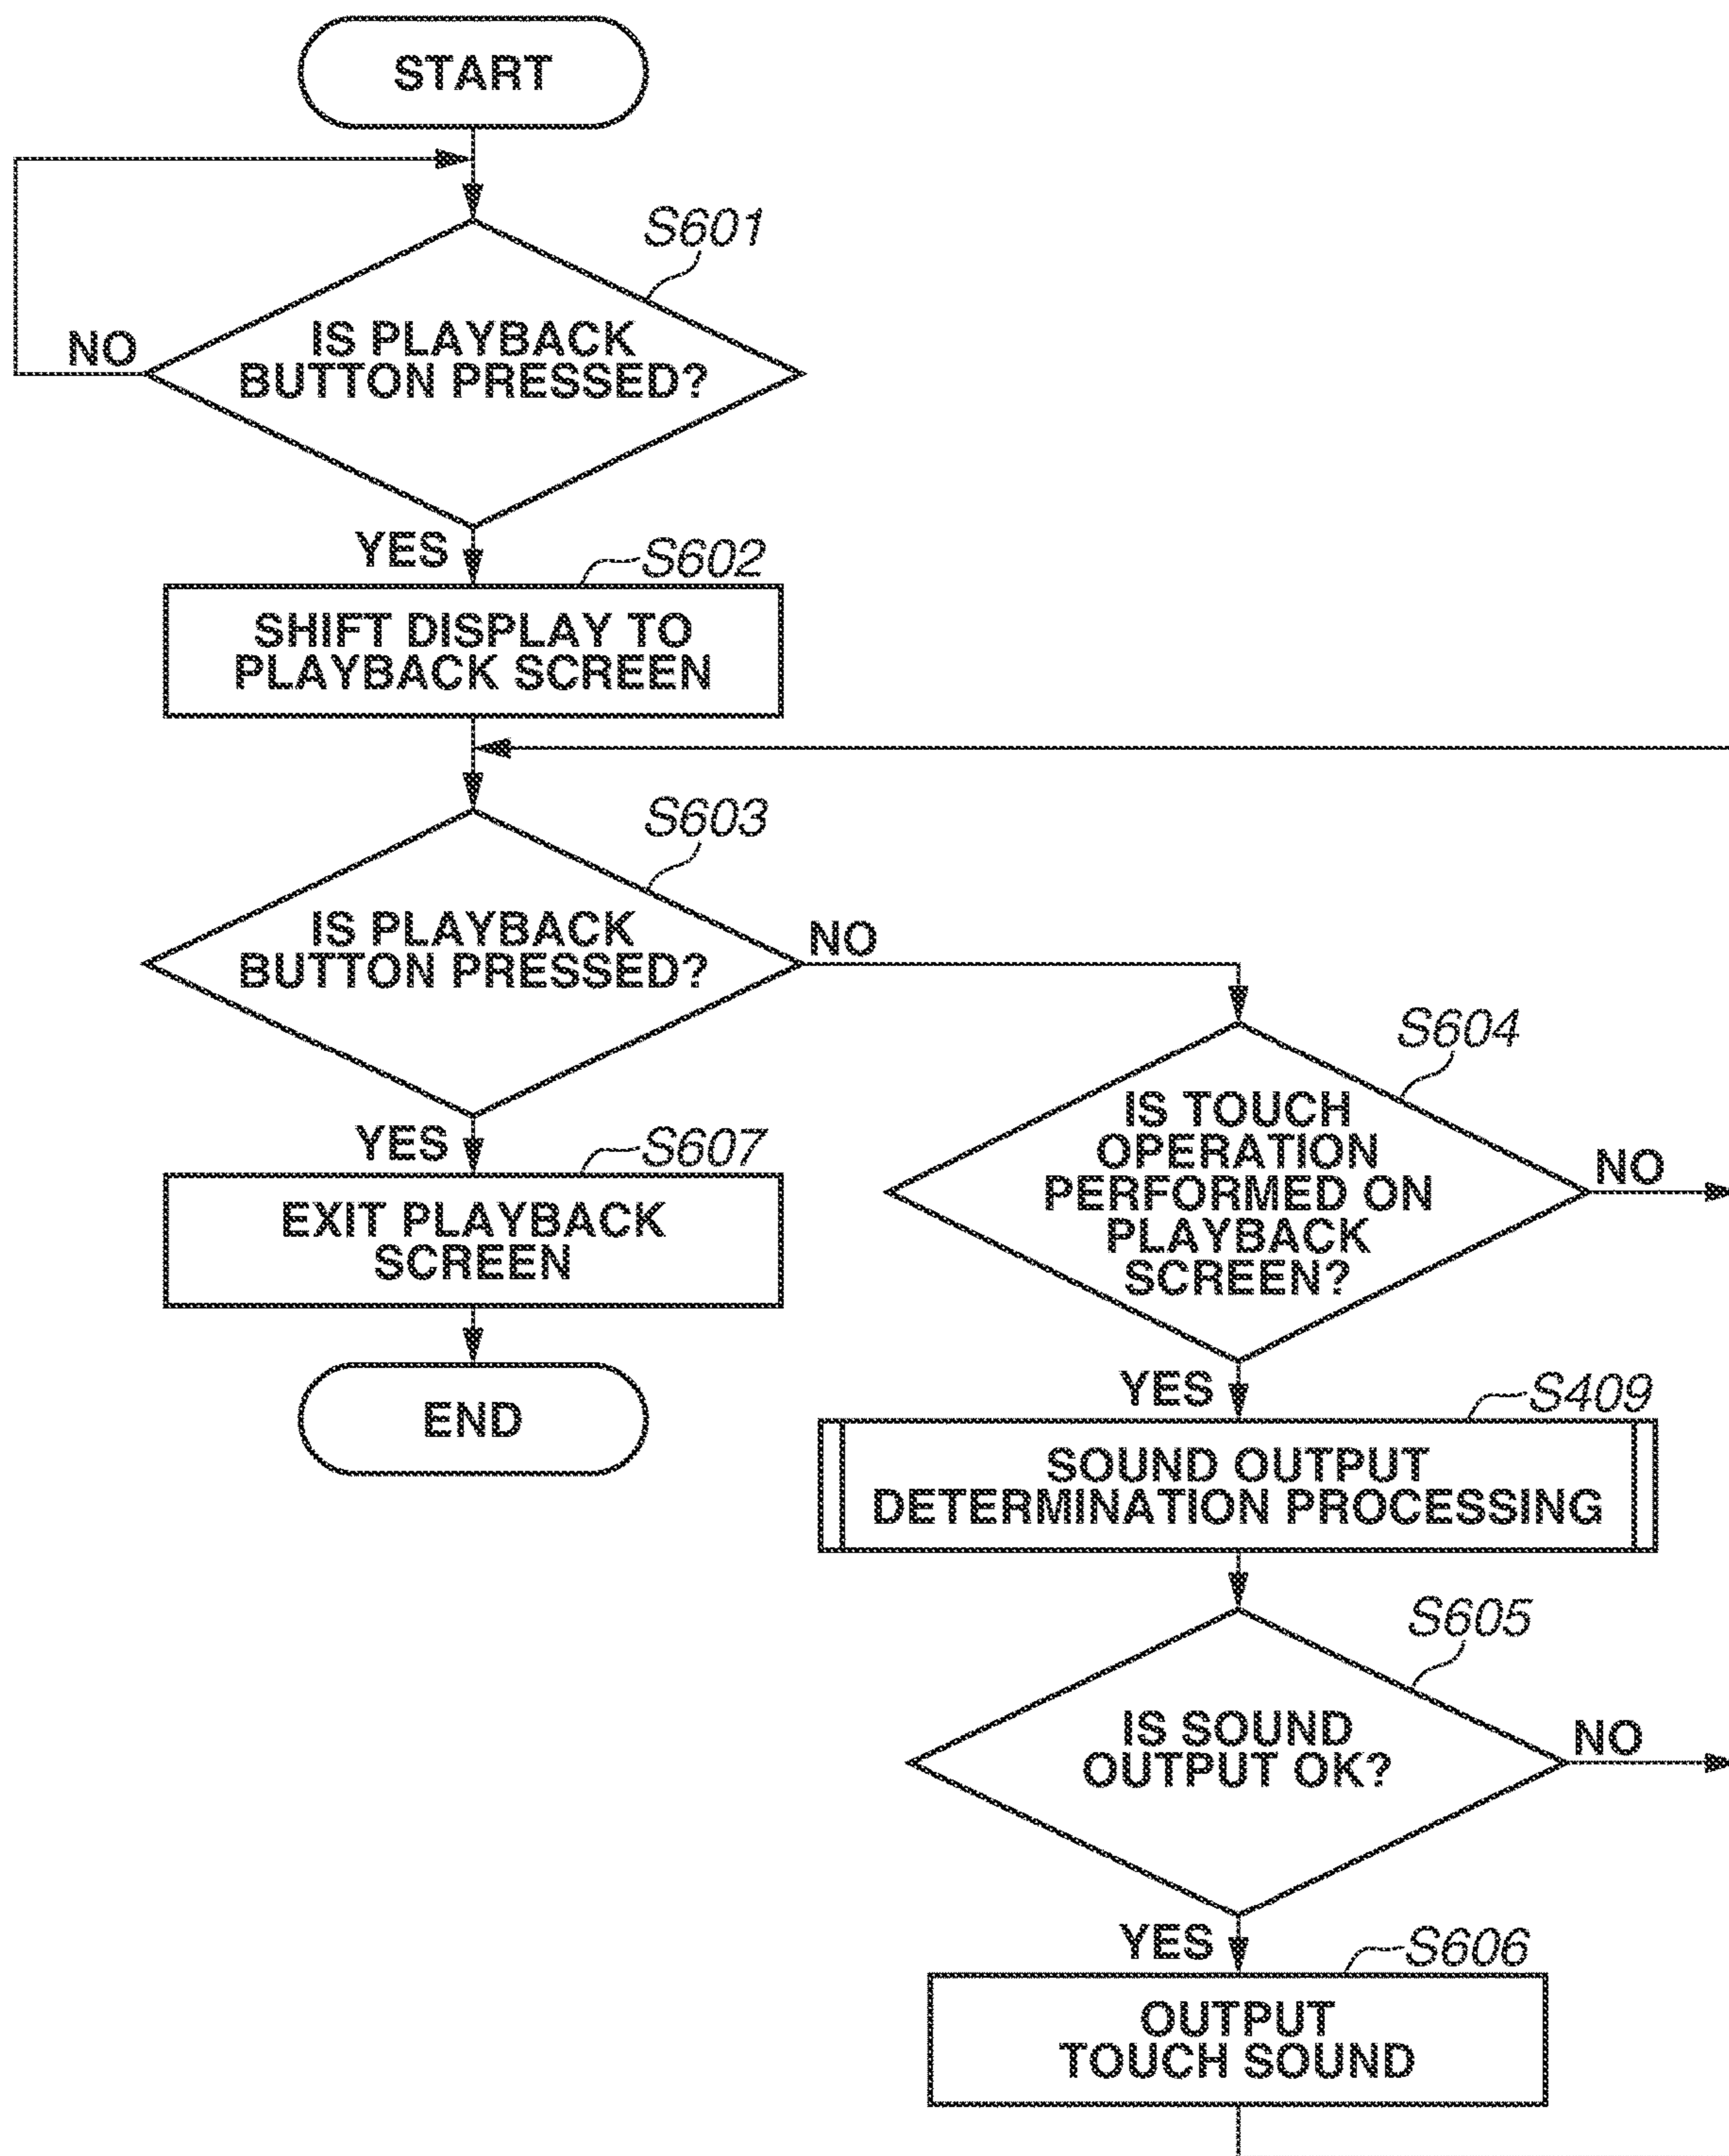 START
S601
IS PLAYBACK
BUTTON PRESSED?
NO
YES
S602
SHIFT DISPLAY TO
PLAYBACK SCREEN
S603
IS PLAYBACK
BUTTON PRESSED?
NO
YES
S607
EXIT PLAYBACK
SCREEN
END
S604
IS TOUCH
OPERATION
PERFORMED ON
PLAYBACK
SCREEN?
NO
YES
S409
SOUND OUTPUT
DETERMINATION PROCESSING
S605
IS SOUND
OUTPUT OK?
NO
YES
S606
OUTPUT
TOUCH SOUND